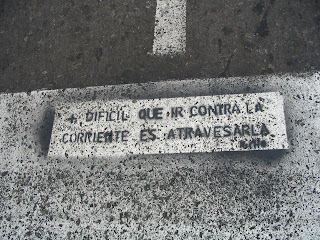 + DIFICIL QUE IR CONTRA LA
CORRIENTE ES ATRAVESARLA